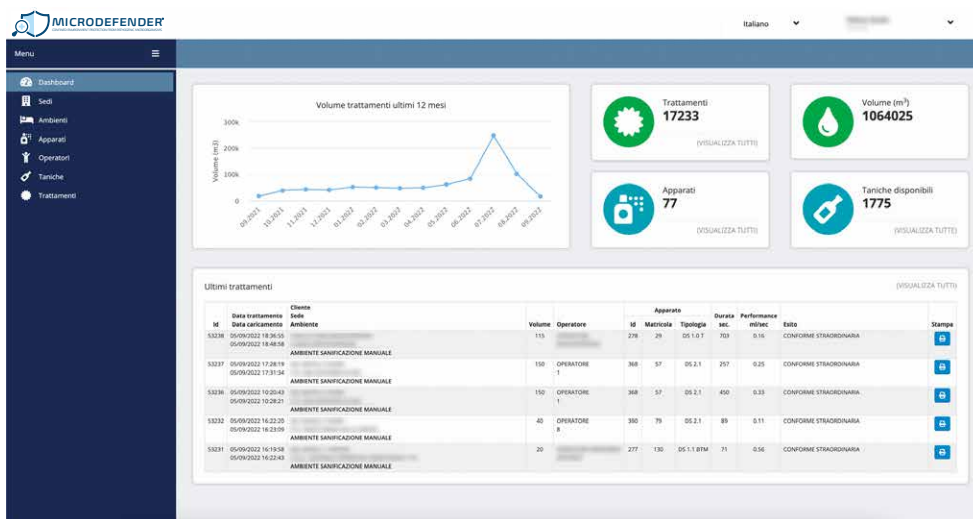 MICRODEFENDER
Italiano
Menu
Dashboard
Sedi
Ambienti
Apparati
Operatori
Taniche
Trattamenti
Volume trattamenti ultimi 12 mesi
Volume (m3)
300k
200k
100k
0
09.2021
10.2021
11.2021
12.2021
01.2022
02.2022
03.2022
04.2022
05.2022
06.2022
07.2022
08.2022
09.2022
Trattamenti
17233
(VISUALIZZA TUTTI)
Volume (m³)
1064025
Apparati
77
(VISUALIZZA TUTTI)
Taniche disponibili
1775
(VISUALIZZA TUTTE)
Ultimi trattamenti
(VISUALIZZA TUTTI)
Cliente
Data trattamento Sede Apparato Durata Performance
Id Data caricamento Ambiente Volume Operatore Id Matricola Tipologia sec. ml/sec Esito Stampa
53238 05/09/2022 18:36:55 115 278 29 DS 1.0 T 703 0.16 CONFORME STRAORDINARIA
05/09/2022 18:48:58
AMBIENTE SANIFICAZIONE MANUALE
53237 05/09/2022 17:28:19 150 OPERATORE 368 57 DS 2.1 257 0.25 CONFORME STRAORDINARIA
05/09/2022 17:31:54 1
AMBIENTE SANIFICAZIONE MANUALE
53236 05/09/2022 10:20:43 150 OPERATORE 368 57 DS 2.1 450 0.33 CONFORME STRAORDINARIA
05/09/2022 10:28:21 1
AMBIENTE SANIFICAZIONE MANUALE
53232 05/09/2022 16:22:20 40 OPERATORE 390 79 DS 2.1 89 0.11 CONFORME STRAORDINARIA
05/09/2022 16:23:09 8
AMBIENTE SANIFICAZIONE MANUALE
53231 05/09/2022 16:19:58 20 277 130 DS 1.1 BTM 71 0.56 CONFORME STRAORDINARIA
05/09/2022 16:22:43
AMBIENTE SANIFICAZIONE MANUALE